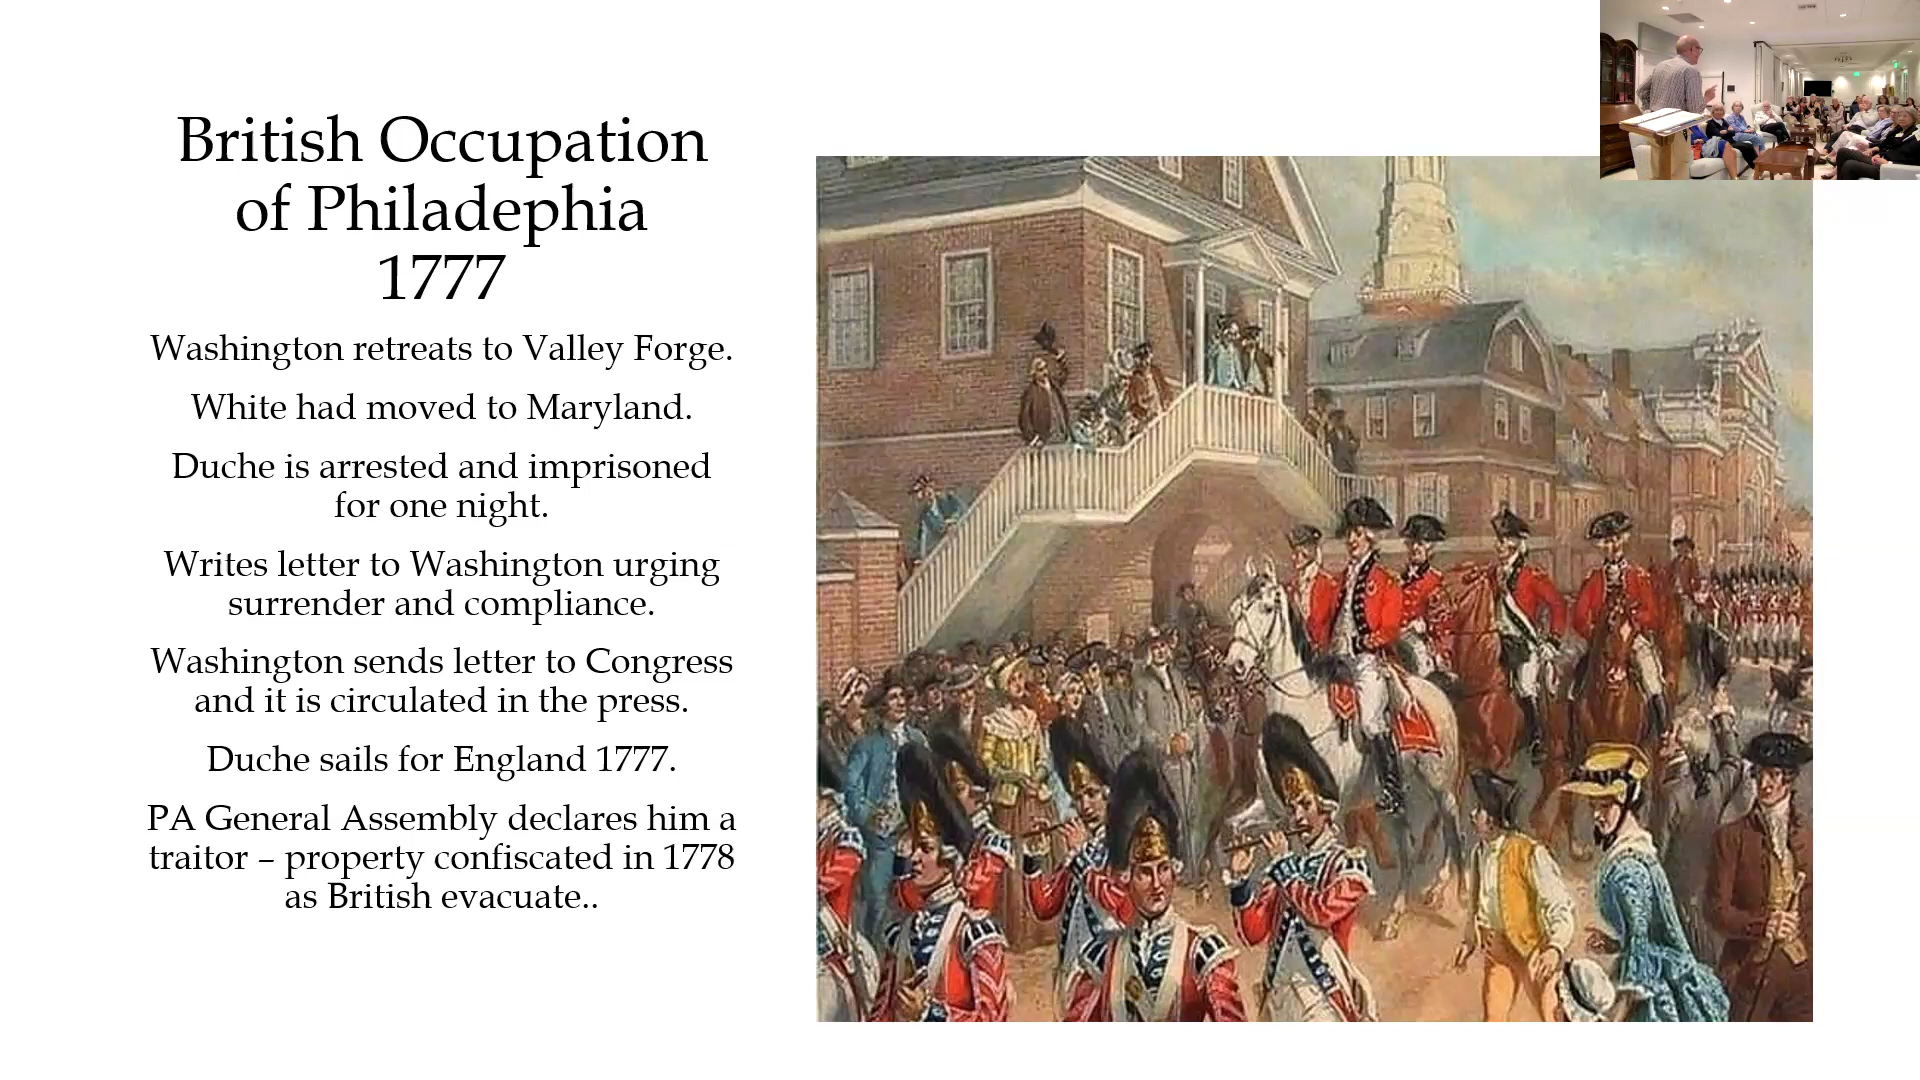 British Occupation
of Philadephia
1777
Washington retreats to Valley Forge.
White had moved to Maryland.
Duche is arrested and imprisoned
for one night.
Writes letter to Washington urging
surrender and compliance.
Washington sends letter to Congress
and it is circulated in the press.
Duche sails for England 1777.
PA General Assembly declares him a
traitor – property confiscated in 1778
as British evacuate..